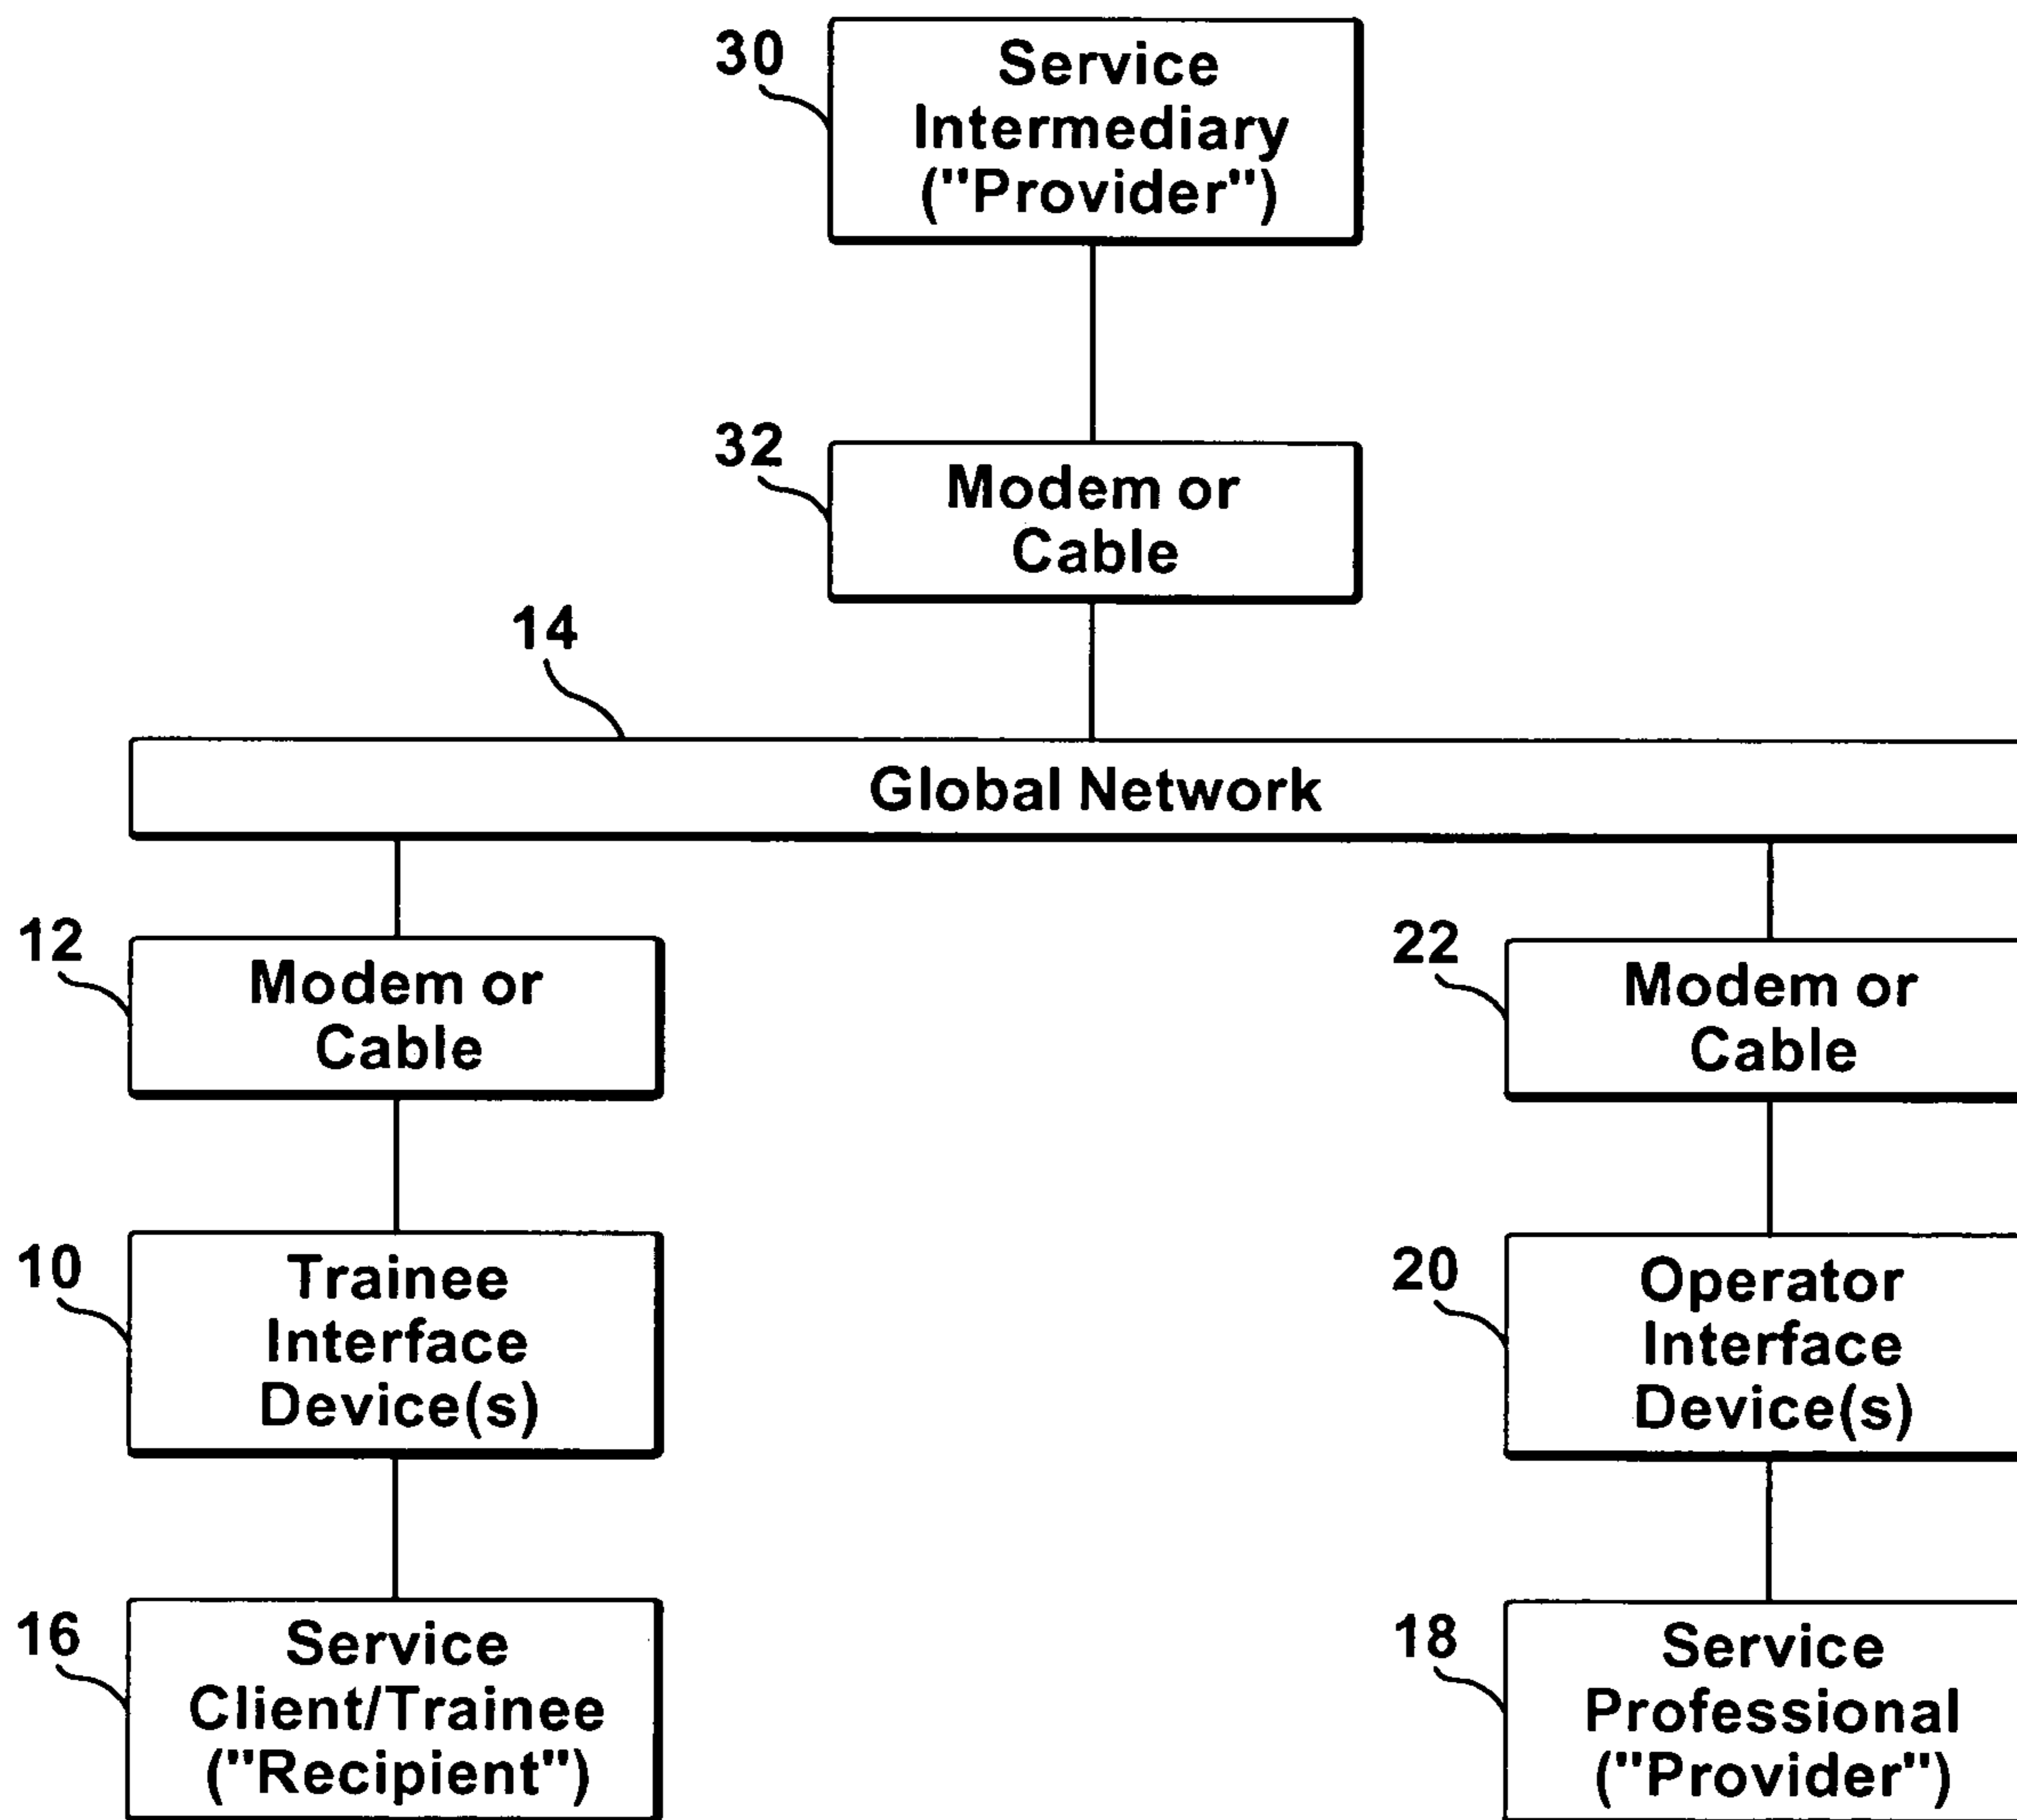 30
Service
Intermediary
(''Provider'')
32
Modem or
Cable
14
Global Network
12
Modem or
Cable
22
Modem or
Cable
10
Trainee
Interface
Device(s)
20
Operator
Interface
Device(s)
16
Service
Client/Trainee
(''Recipient'')
18
Service
Professional
(''Provider'')